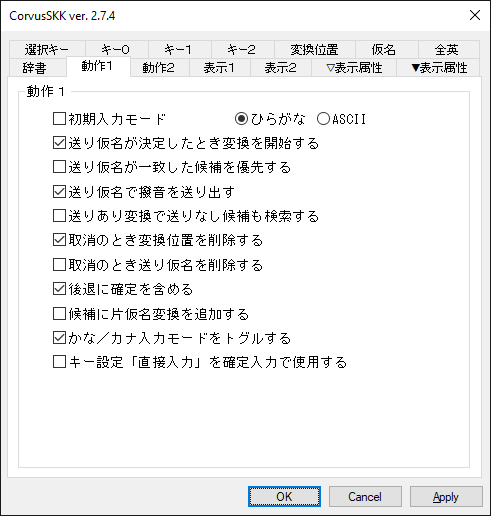 CorvusSKK ver. 2.7.4
選択キー キー0 キー1 キー2 変換位置 仮名 全英
辞書 動作1 動作2 表示1 表示2 ▽表示属性 ▼表示属性
動作1
初期入力モード ひらがな ASCII
送り仮名が決定したとき変換を開始する
送り仮名が一致した候補を優先する
送り仮名で撥音を送り出す
送りあり変換で送りなし候補も検索する
取消のとき変換位置を削除する
取消のとき送り仮名を削除する
後退に確定を含める
候補に片仮名変換を追加する
かな/カナ入力モードをトグルする
キー設定「直接入力」を確定入力で使用する
OK Cancel Apply